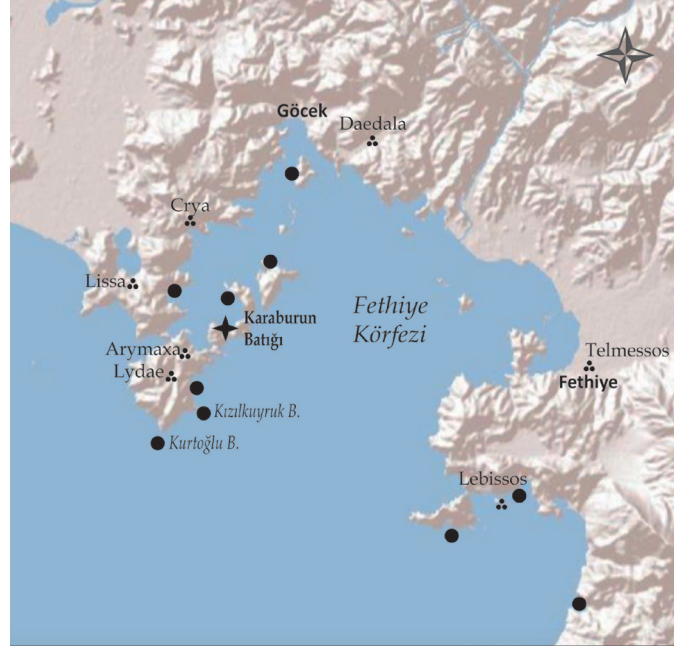 Göcek
Daedala
Crya
Lissa
Karaburun
Batığı
Fethiye
Körfezi
Arymaxa
Lydae
Telmessos
Fethiye
Kızılkuyruk B.
Kurtoğlu B.
Lebissos